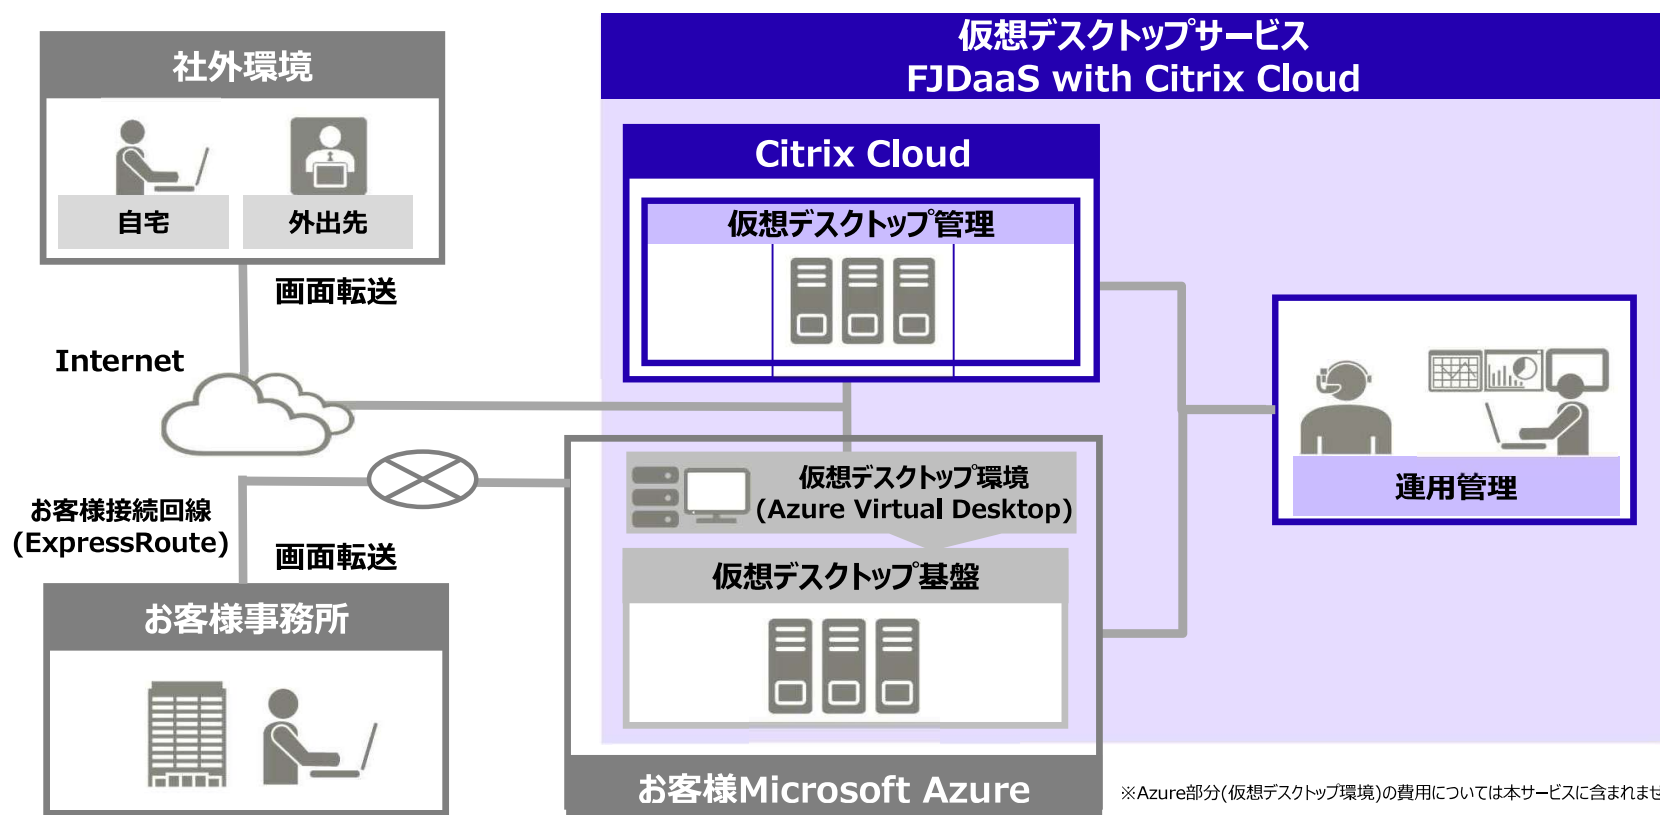 社外環境
自宅
外出先
画面転送
Internet
お客様接続回線
(ExpressRoute)
画面転送
お客様事務所
仮想デスクトップサービス
FJDaaS with Citrix Cloud
Citrix Cloud
仮想デスクトップ管理
仮想デスクトップ環境
(Azure Virtual Desktop)
仮想デスクトップ基盤
お客様Microsoft Azure
運用管理
※Azure部分(仮想デスクトップ環境)の費用については本サービスに含まれませ